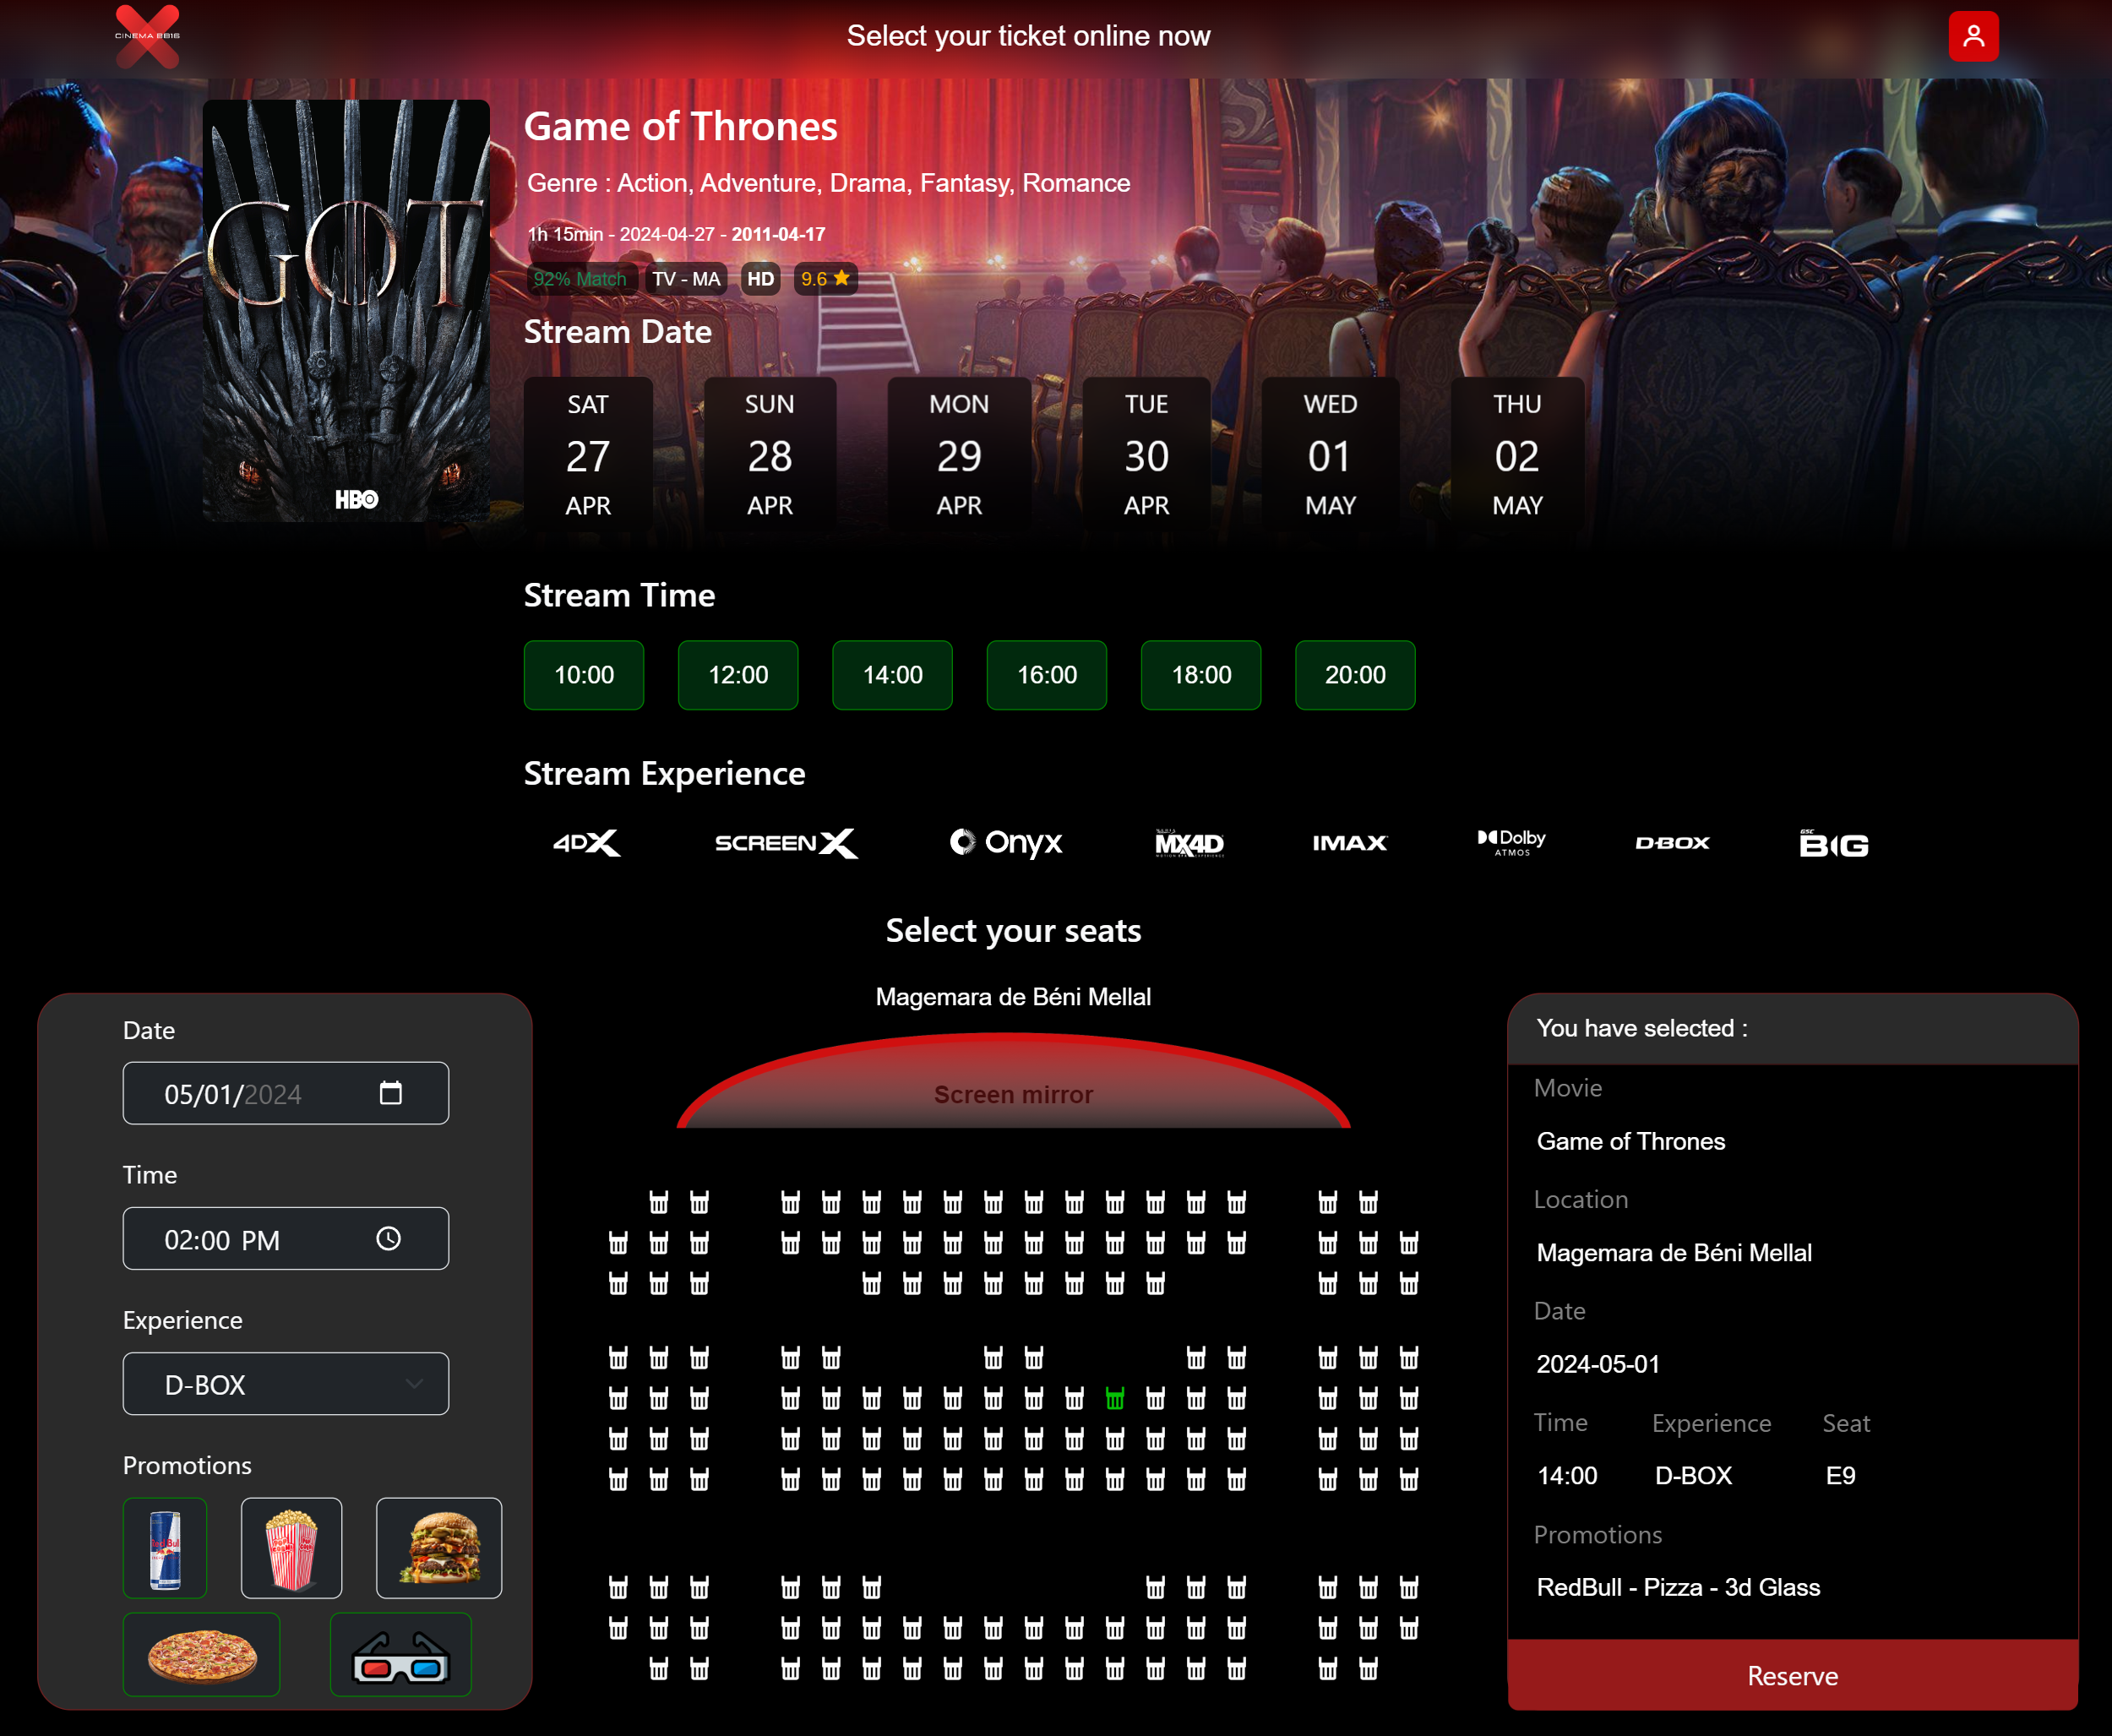 CINEMA BB16
Select your ticket online now
GOT
HBO
Game of Thrones
Genre : Action, Adventure, Drama, Fantasy, Romance
1h 15min - 2024-04-27 - 2011-04-17
92% Match TV - MA HD 9.6
Stream Date
SAT SUN MON TUE WED THU
27 28 29 30 01 02
APR APR APR APR MAY MAY
Stream Time
10:00 12:00 14:00 16:00 18:00 20:00
Stream Experience
4DX SCREENX Onyx MX4D IMAX Dolby ATMOS D-BOX GSC BIG
Select your seats
Magemara de Béni Mellal
Screen mirror
Date
05/01/2024
Time
02:00 PM
Experience
D-BOX
Promotions
RedBull
You have selected :
Movie
Game of Thrones
Location
Magemara de Béni Mellal
Date
2024-05-01
Time Experience Seat
14:00 D-BOX E9
Promotions
RedBull - Pizza - 3d Glass
Reserve